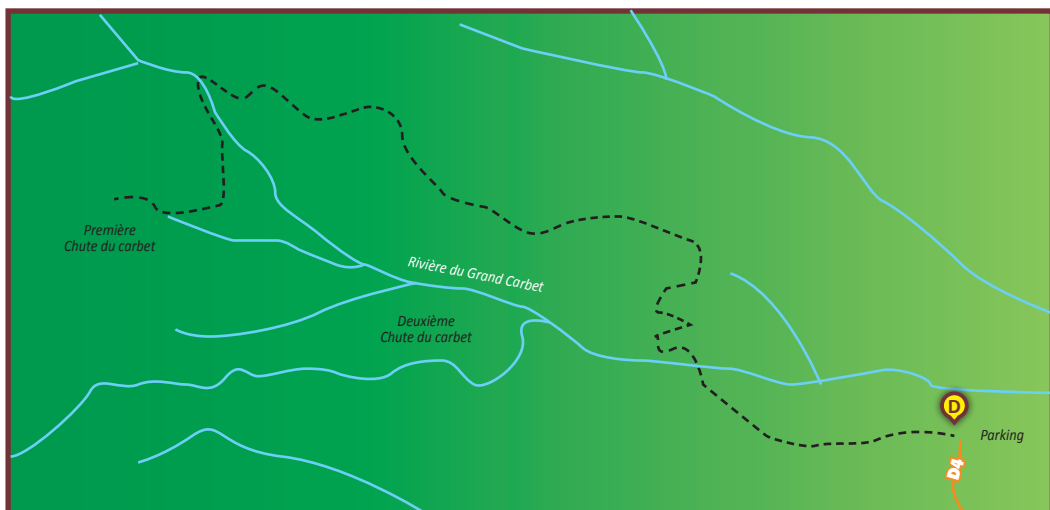 Première
Chute du carbet
Rivière du Grand Carbet
Deuxième
Chute du carbet
D
Parking
D4